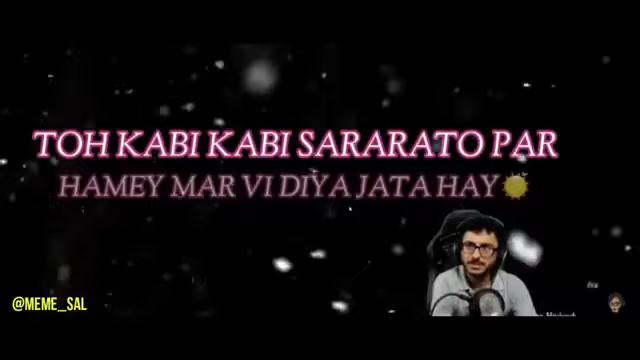 TOH KABI KABI SARARATO PAR
HAMEY MAR VI DIYA JATA HAY
@MEME_SAL